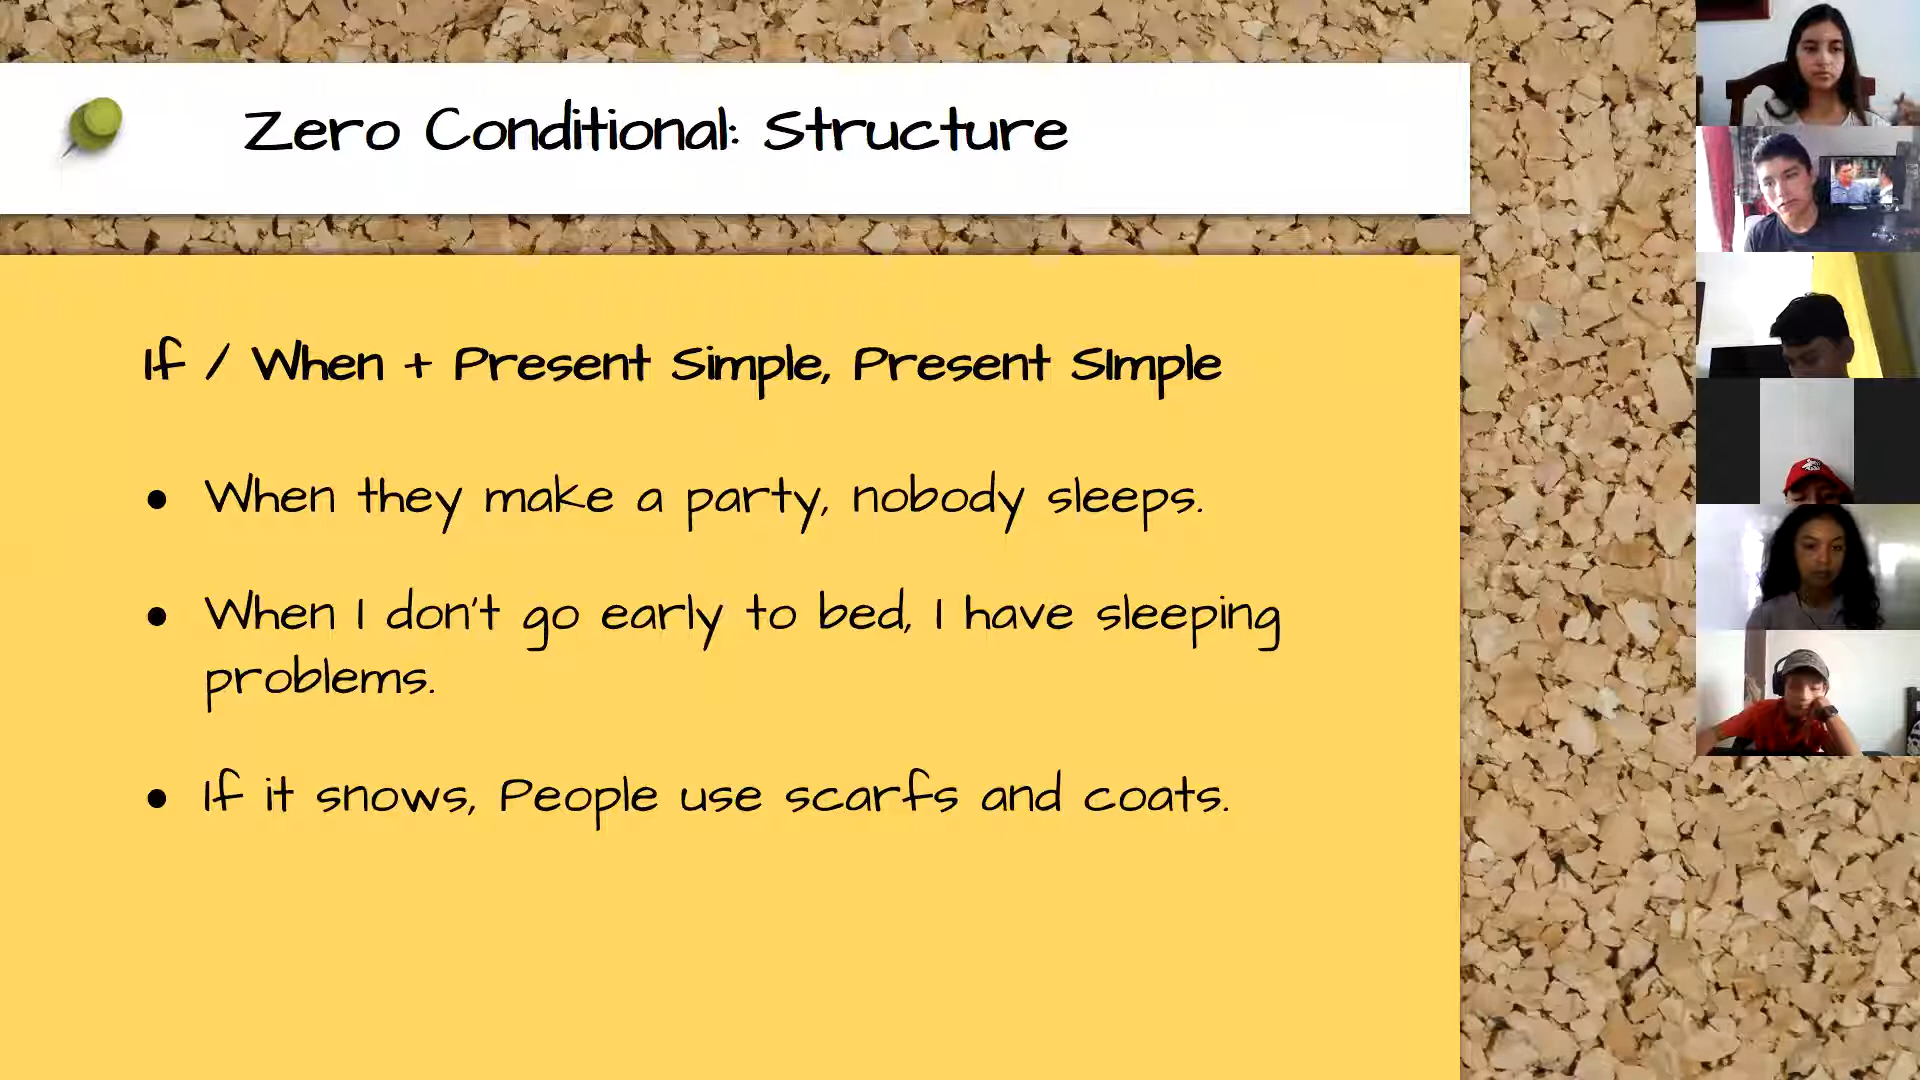 Zero Conditional: Structure
If / When + Present Simple, Present SImple
● When they make a party, nobody sleeps.
● When I don't go early to bed, I have sleeping
problems.
● If it snows, People use scarfs and coats.